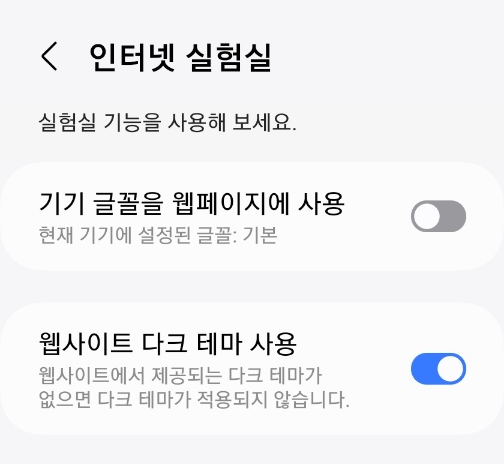 인터넷 실험실
실험실 기능을 사용해 보세요.
기기 글꼴을 웹페이지에 사용
현재 기기에 설정된 글꼴: 기본
웹사이트 다크 테마 사용
웹사이트에서 제공되는 다크 테마가
없으면 다크 테마가 적용되지 않습니다.